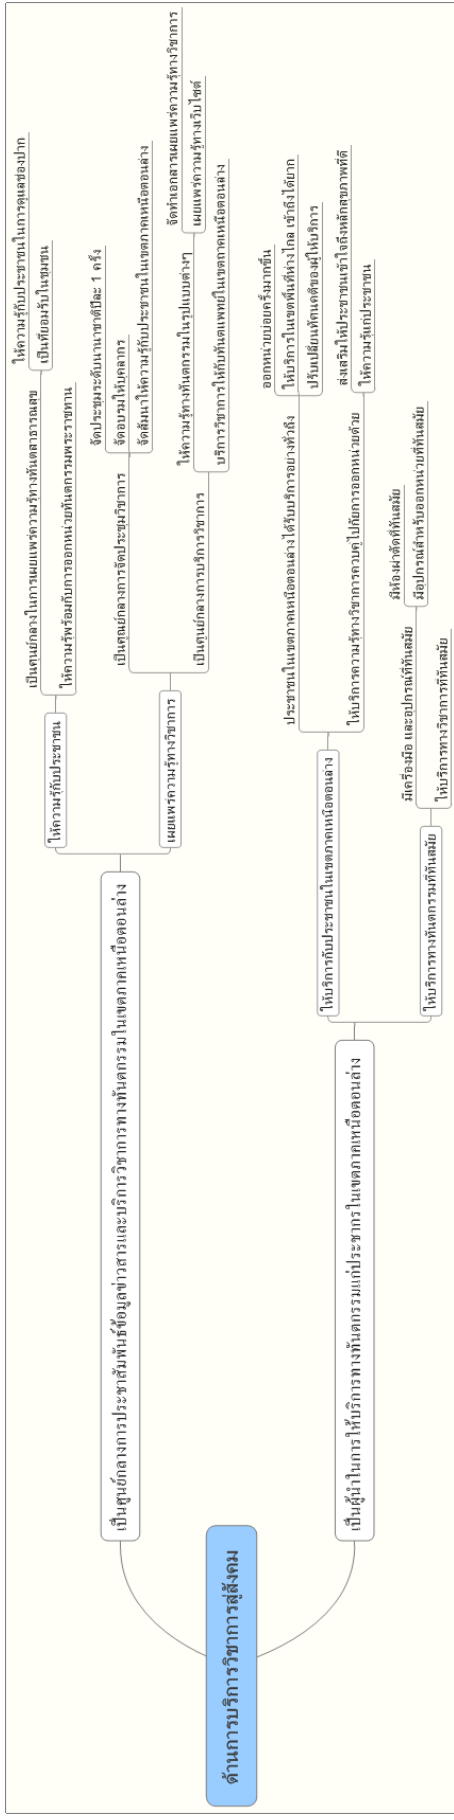 ด้านการบริการวิชาการสู่สังคม
เป็นศูนย์กลางการประชาสัมพันธ์ข้อมูลข่าวสารและบริการวิชาการทางทันตกรรมในเขตภาคเหนือตอนล่าง
ให้ความรู้กับประชาชน
เป็นศูนย์กลางในการเผยแพร่ความรู้ทางทันตสาธารณสุข
ให้ความรู้กับประชาชนในการดูแลช่องปาก
เป็นที่ยอมรับในชุมชน
ให้ความรู้พร้อมกับการออกหน่วยทันตกรรมพระราชทาน
เผยแพร่ความรู้ทางวิชาการ
เป็นศูนย์กลางการจัดประชุมวิชาการ
จัดประชุมระดับนานาชาติปีละ 1 ครั้ง
จัดอบรมให้บุคลากร
จัดสัมนาให้ความรู้กับประชาชนในเขตภาคเหนือตอนล่าง
เป็นศูนย์กลางการบริการวิชาการ
ให้ความรู้ทางทันตกรรมในรูปแบบต่างๆ
จัดทำเอกสารเผยแพร่ความรู้ทางวิชาการ
เผยแพร่ความรู้ทางเว็บไซต์
บริการวิชาการให้กับทันตแพทย์ในเขตภาคเหนือตอนล่าง
เป็นผู้นำในการให้บริการทางทันตกรรมแก่ประชากรในเขตภาคเหนือตอนล่าง
ให้บริการกับประชาชนในเขตภาคเหนือตอนล่าง
ประชาชนในเขตภาคเหนือตอนล่างได้รับบริการอย่างทั่วถึง
ออกหน่วยบ่อยครั้งมากขึ้น
ให้บริการในเขตพื้นที่ห่างไกล เข้าถึงได้ยาก
ปรับเปลี่ยนทัศนคติของผู้ให้บริการ
ให้บริการความรู้ทางวิชาการควบคู่ไปกับการออกหน่วยด้วย
ส่งเสริมให้ประชาชนเข้าใจถึงหลักสุขภาพที่ดี
ให้ความรู้แก่ประชาชน
ให้บริการทางทันตกรรมที่ทันสมัย
มีเครื่องมือ และอุปกรณ์ที่ทันสมัย
มีห้องผ่าตัดที่ทันสมัย
มีอุปกรณ์สำหรับออกหน่วยที่ทันสมัย
ให้บริการทางวิชาการที่ทันสมัย